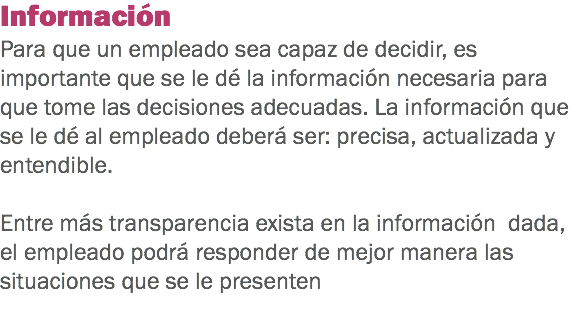 Información
Para que un empleado sea capaz de decidir, es
importante que se le dé la información necesaria para
que tome las decisiones adecuadas. La información que
se le dé al empleado deberá ser: precisa, actualizada y
entendible.
Entre más transparencia exista en la información  dada,
el empleado podrá responder de mejor manera las
situaciones que se le presenten